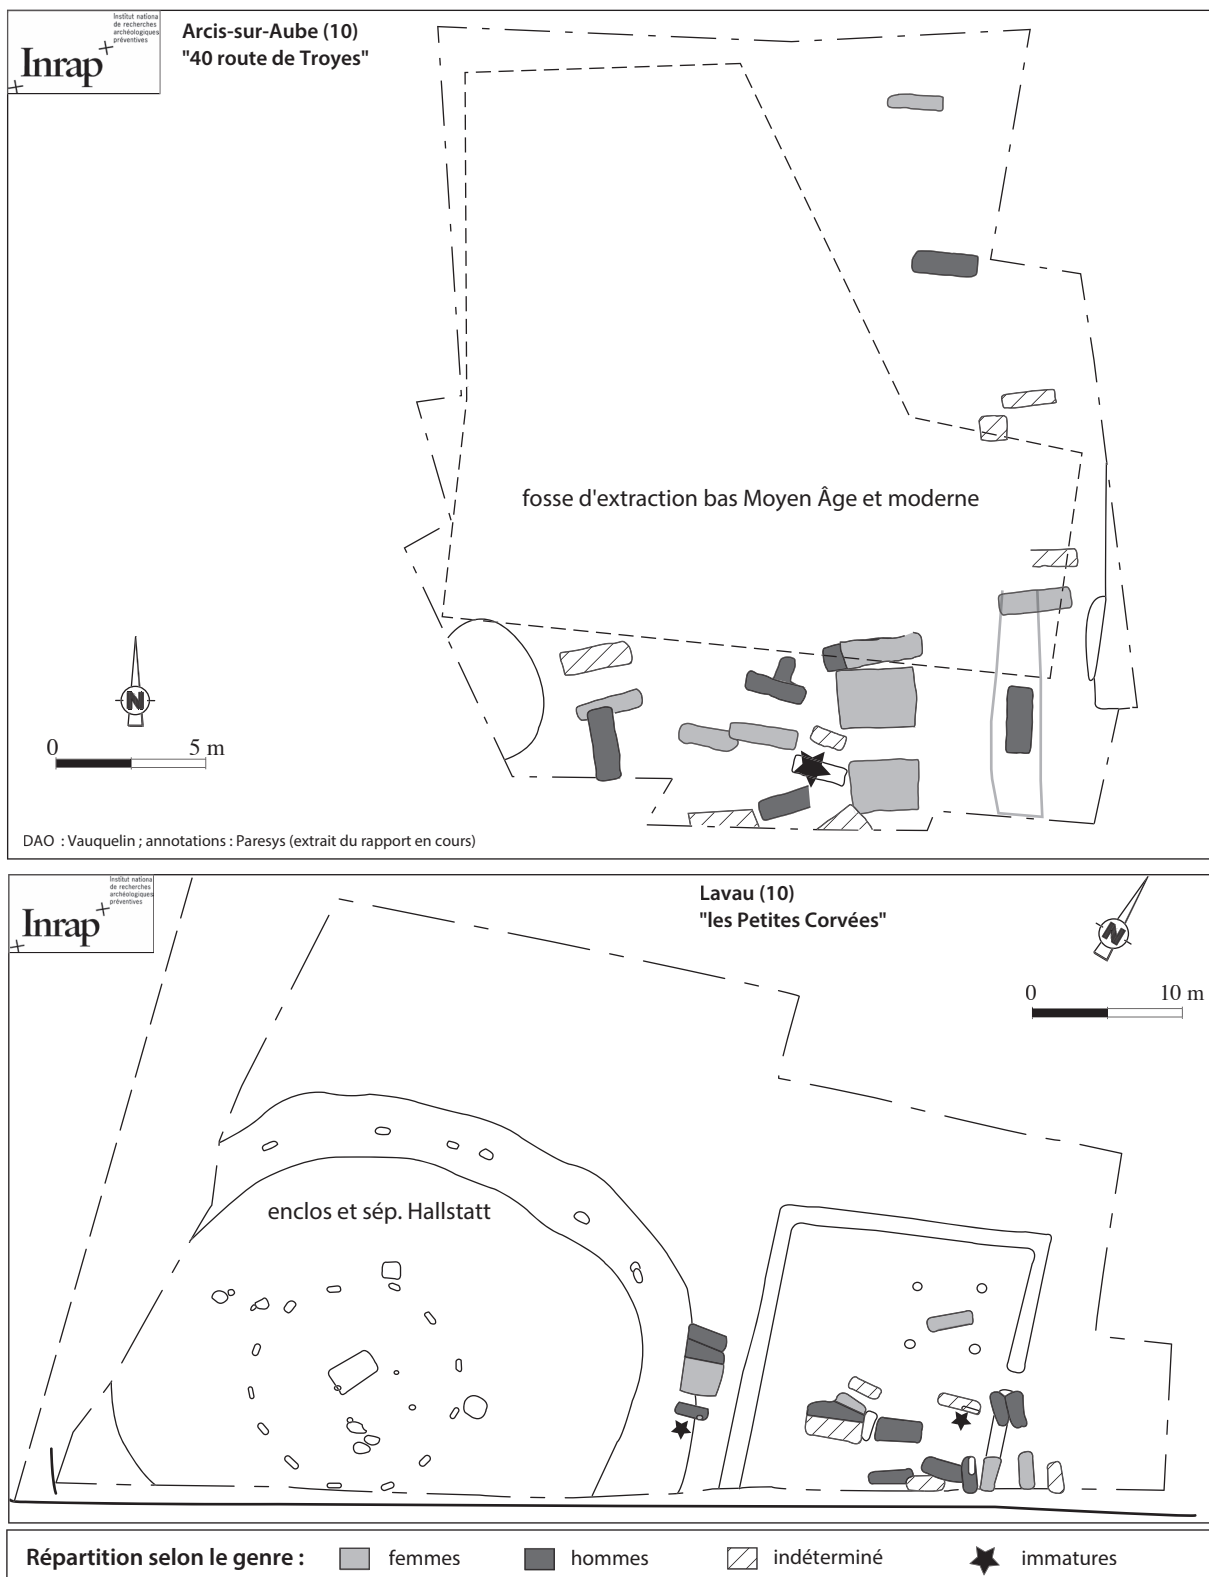 Institut national
de recherches
archéologiques
préventives
Inrap
Arcis-sur-Aube (10)
"40 route de Troyes"
fosse d'extraction bas Moyen Âge et moderne
N
0 5 m
DAO : Vauquelin ; annotations : Paresys (extrait du rapport en cours)
Institut national
de recherches
archéologiques
préventives
Inrap
Lavau (10)
"les Petites Corvées"
N
0 10 m
enclos et sép. Hallstatt
Répartition selon le genre : femmes hommes indéterminé immatures